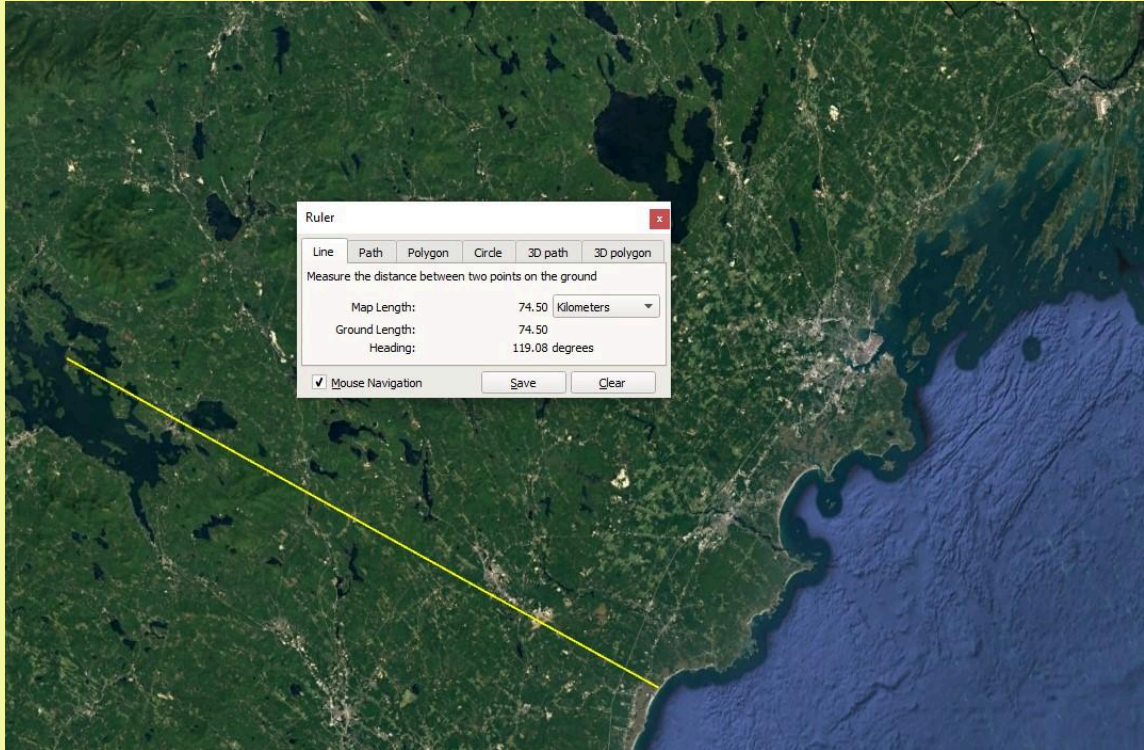 Ruler
x
Line Path Polygon Circle 3D path 3D polygon
Measure the distance between two points on the ground
Map Length: 74.50 Kilometers
Ground Length: 74.50
Heading: 119.08 degrees
Mouse Navigation Save Clear